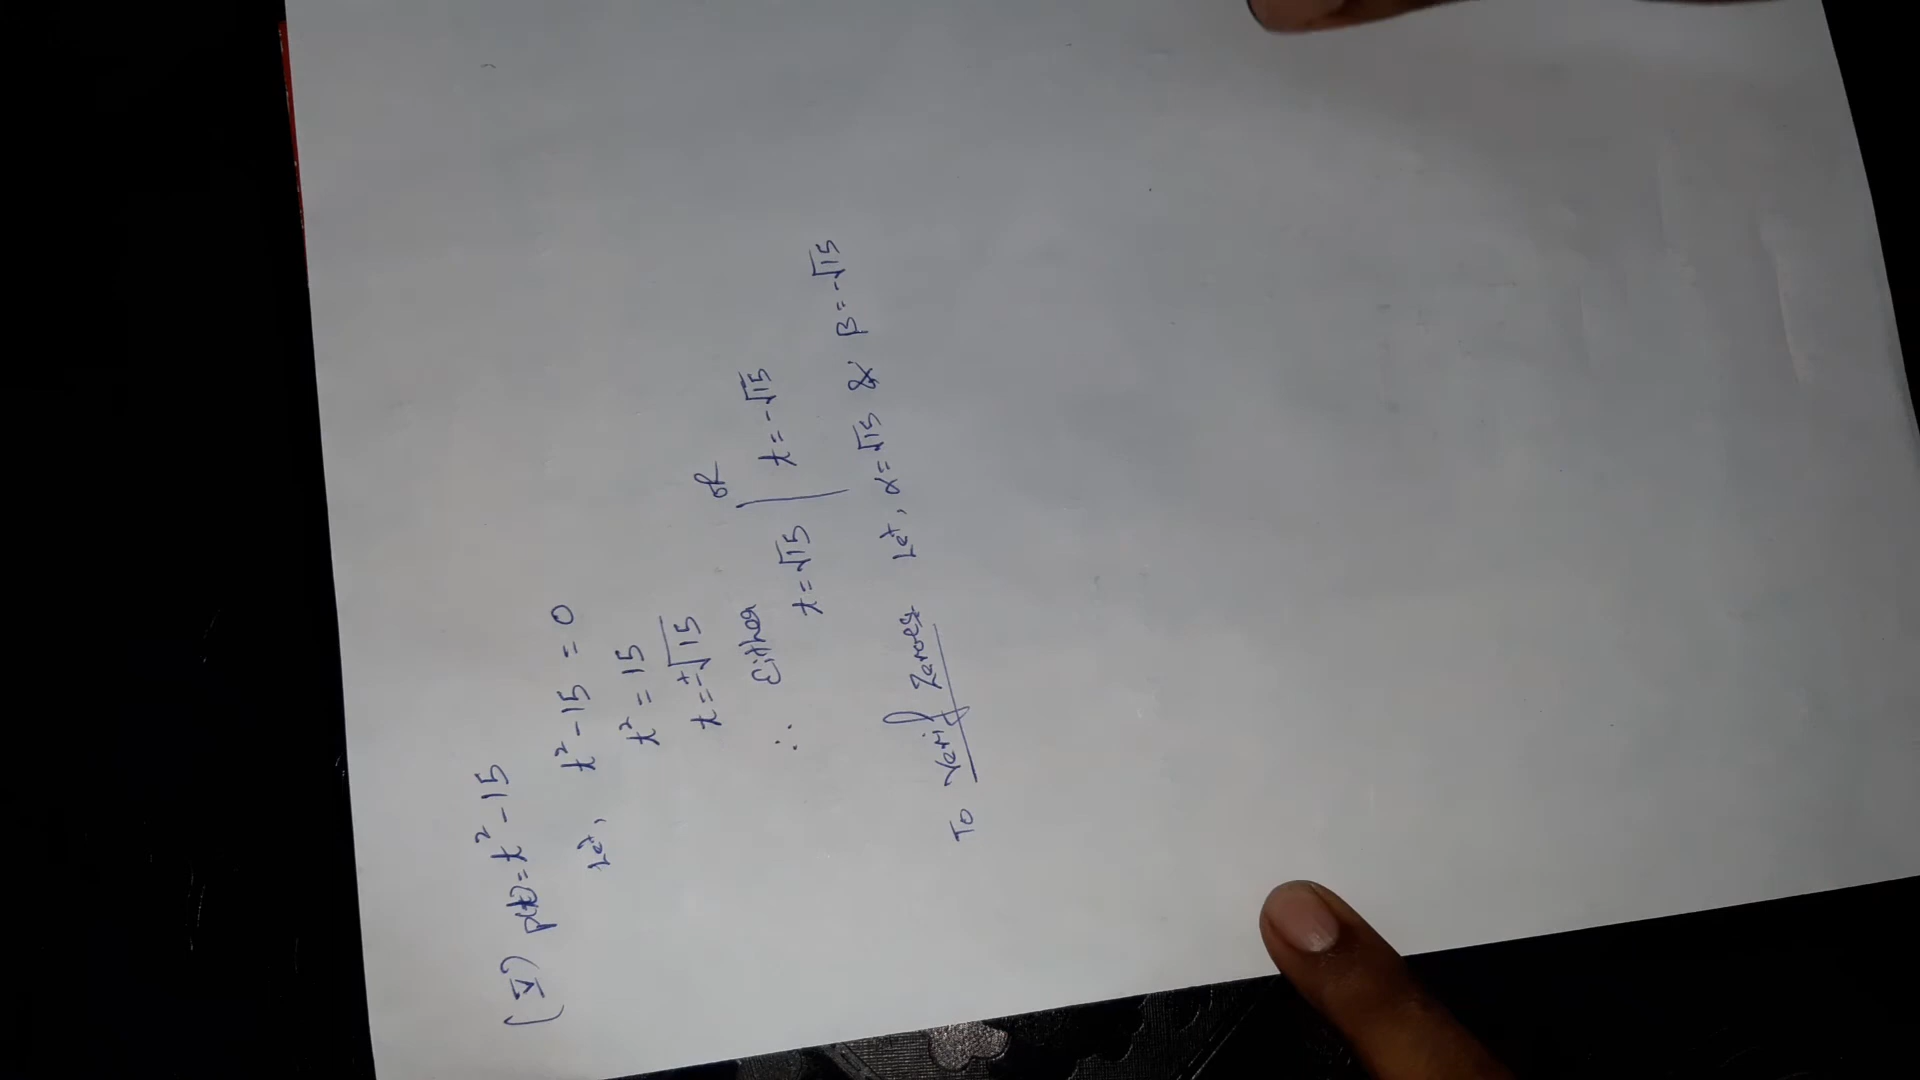 (V) p(t)=t²-15
Let, t²-15=0
t²=15
t=±√15
∴ Either or
t=√15 | t=-√15
To Verify Zeroes Let, α=√15 & β=-√15